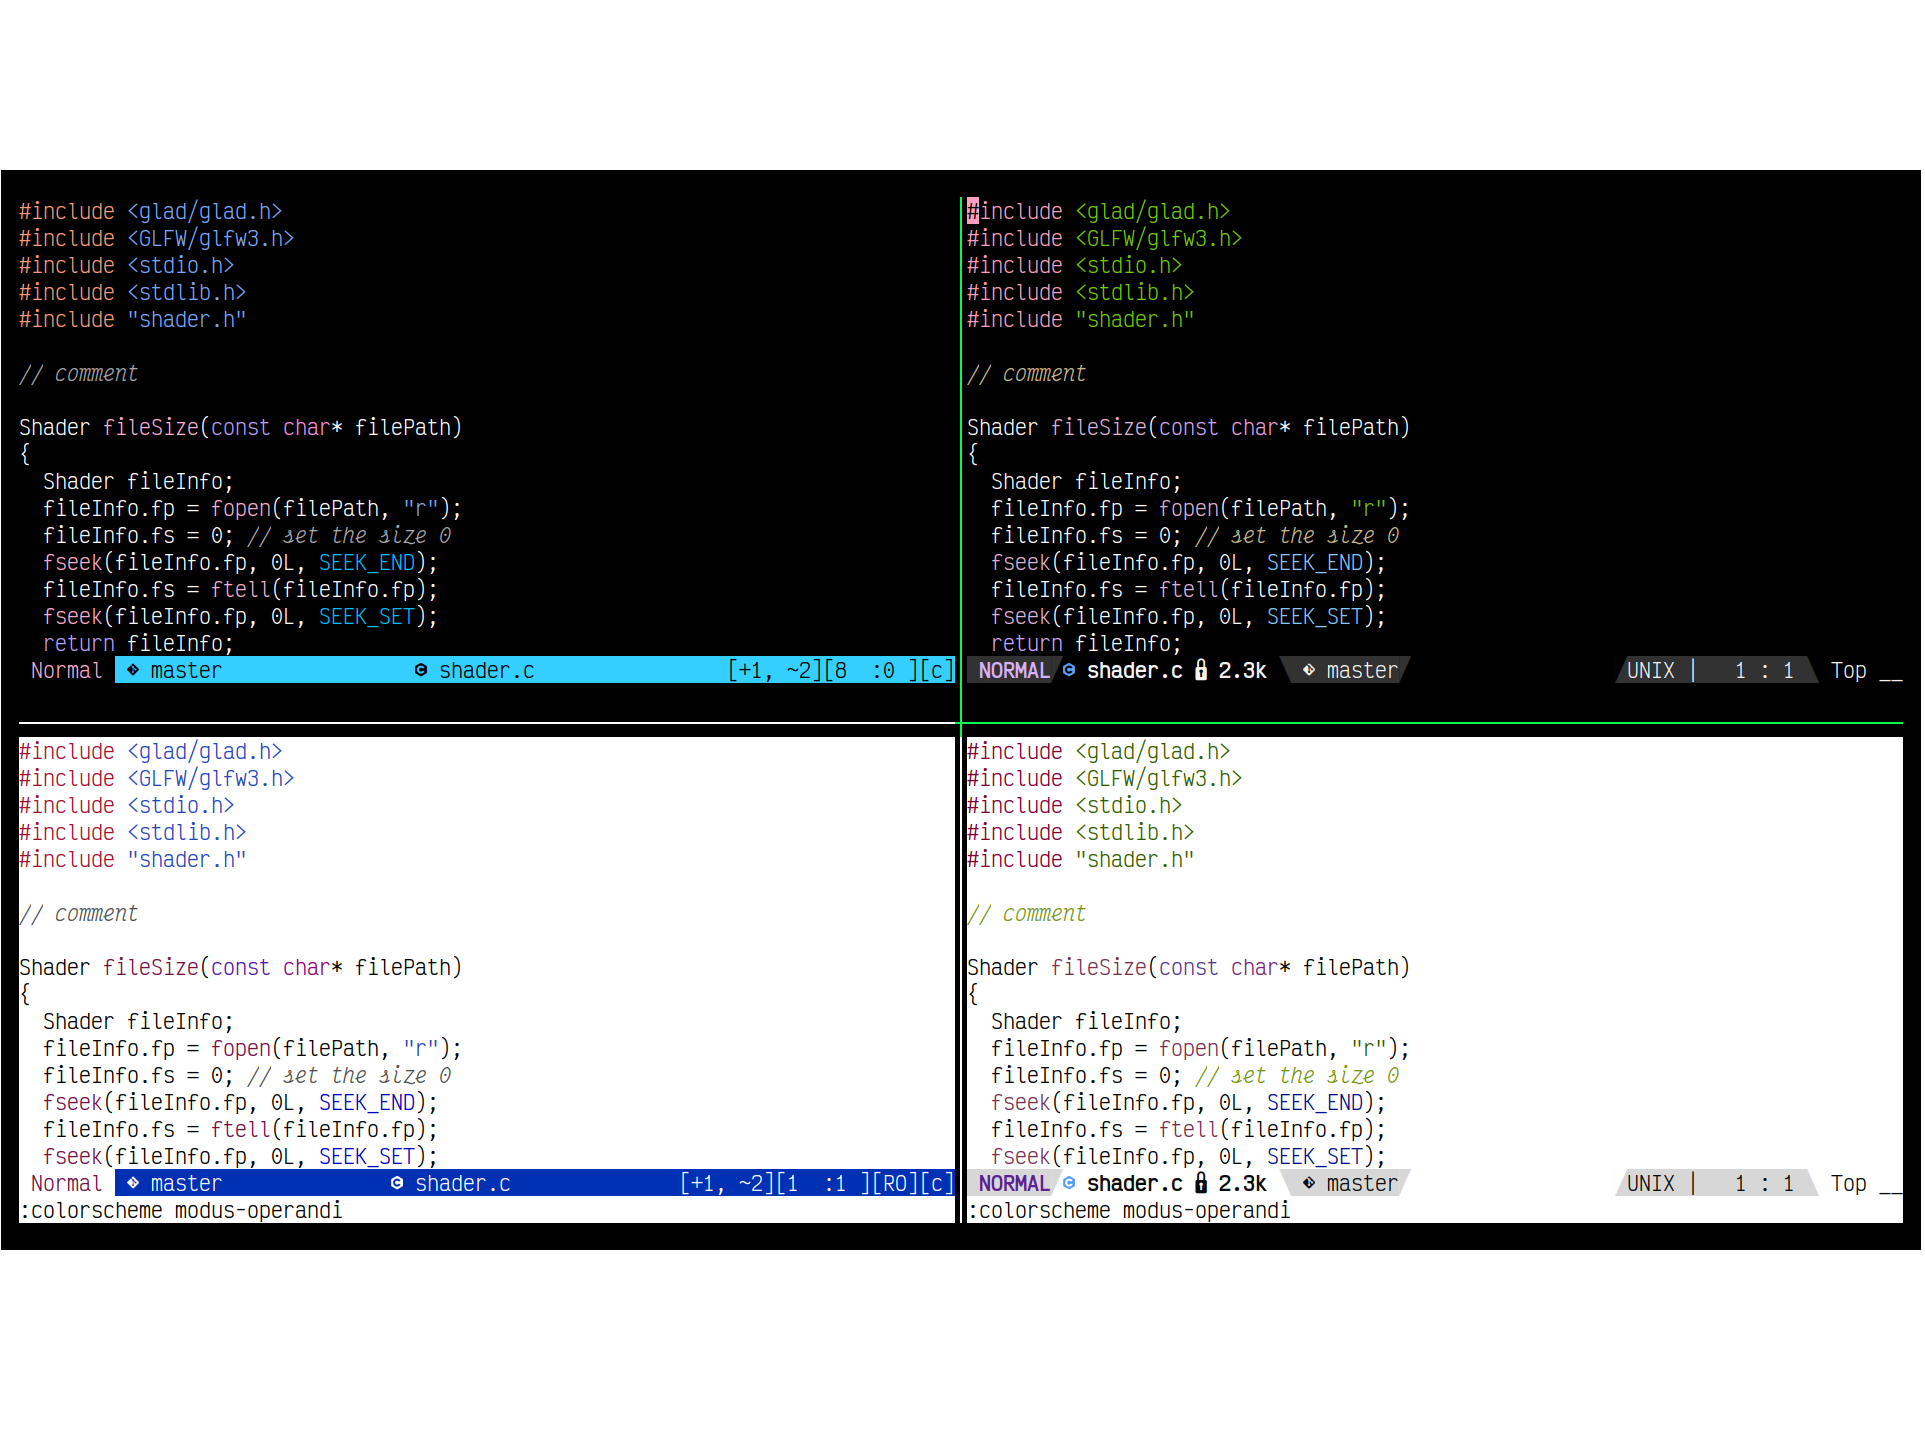 #include <glad/glad.h>
#include <GLFW/glfw3.h>
#include <stdio.h>
#include <stdlib.h>
#include "shader.h"
// comment
Shader fileSize(const char* filePath)
{
  Shader fileInfo;
  fileInfo.fp = fopen(filePath, "r");
  fileInfo.fs = 0; // set the size 0
  fseek(fileInfo.fp, 0L, SEEK_END);
  fileInfo.fs = ftell(fileInfo.fp);
  fseek(fileInfo.fp, 0L, SEEK_SET);
  return fileInfo;
Normal master shader.c [+1, ~2][8  :0 ][c]
#include <glad/glad.h>
#include <GLFW/glfw3.h>
#include <stdio.h>
#include <stdlib.h>
#include "shader.h"
// comment
Shader fileSize(const char* filePath)
{
  Shader fileInfo;
  fileInfo.fp = fopen(filePath, "r");
  fileInfo.fs = 0; // set the size 0
  fseek(fileInfo.fp, 0L, SEEK_END);
  fileInfo.fs = ftell(fileInfo.fp);
  fseek(fileInfo.fp, 0L, SEEK_SET);
  return fileInfo;
NORMAL shader.c 2.3k master UNIX |   1 : 1 Top __
#include <glad/glad.h>
#include <GLFW/glfw3.h>
#include <stdio.h>
#include <stdlib.h>
#include "shader.h"
// comment
Shader fileSize(const char* filePath)
{
  Shader fileInfo;
  fileInfo.fp = fopen(filePath, "r");
  fileInfo.fs = 0; // set the size 0
  fseek(fileInfo.fp, 0L, SEEK_END);
  fileInfo.fs = ftell(fileInfo.fp);
  fseek(fileInfo.fp, 0L, SEEK_SET);
Normal master shader.c [+1, ~2][1  :1 ][RO][c]
:colorscheme modus-operandi
#include <glad/glad.h>
#include <GLFW/glfw3.h>
#include <stdio.h>
#include <stdlib.h>
#include "shader.h"
// comment
Shader fileSize(const char* filePath)
{
  Shader fileInfo;
  fileInfo.fp = fopen(filePath, "r");
  fileInfo.fs = 0; // set the size 0
  fseek(fileInfo.fp, 0L, SEEK_END);
  fileInfo.fs = ftell(fileInfo.fp);
  fseek(fileInfo.fp, 0L, SEEK_SET);
NORMAL shader.c 2.3k master UNIX |   1 : 1 Top __
:colorscheme modus-operandi